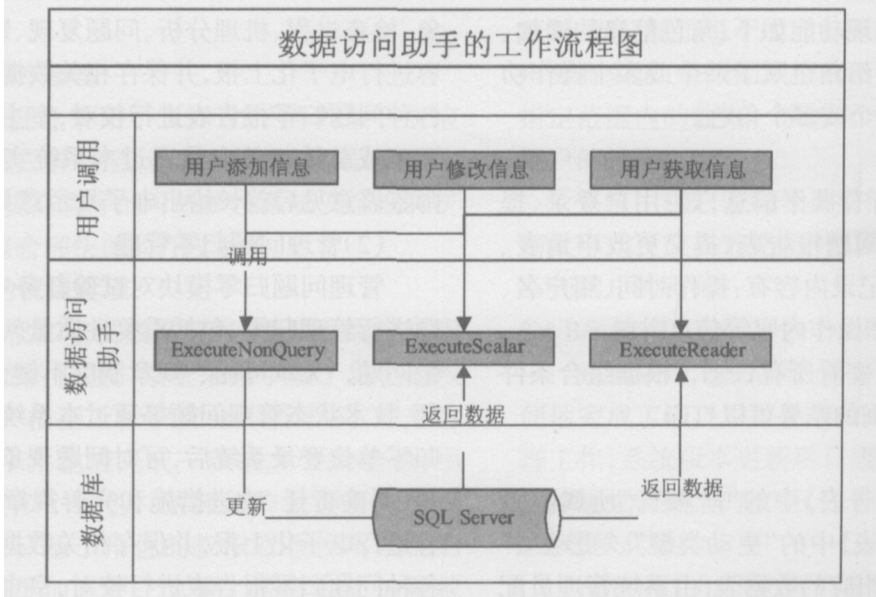 数据访问助手的工作流程图
用户调用
用户添加信息
用户修改信息
用户获取信息
调用
数据访问
助手
ExecuteNonQuery
ExecuteScalar
ExecuteReader
返回数据
数据库
更新
SQL Server
返回数据